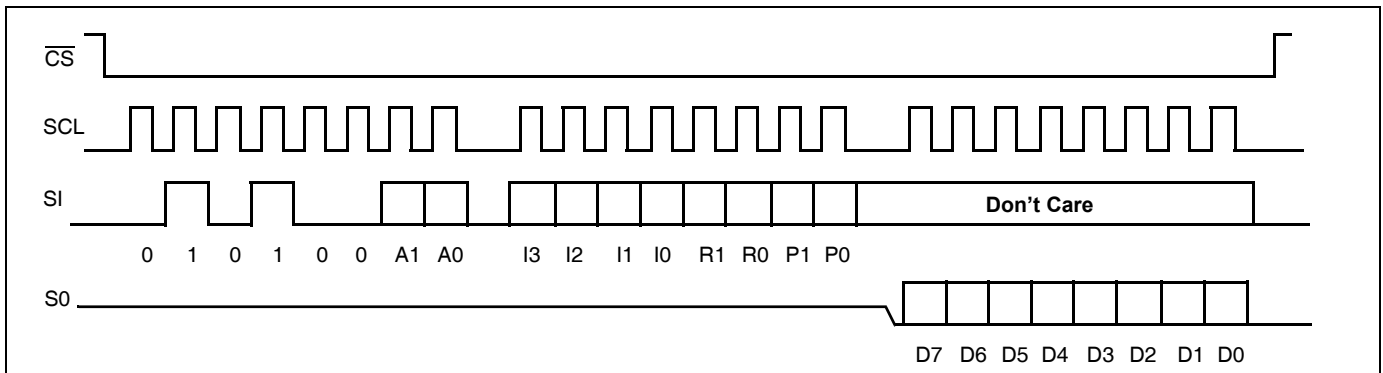 CS
SCL
SI
Don't Care
0 1 0 1 0 0 A1 A0 I3 I2 I1 I0 R1 R0 P1 P0
S0
D7 D6 D5 D4 D3 D2 D1 D0